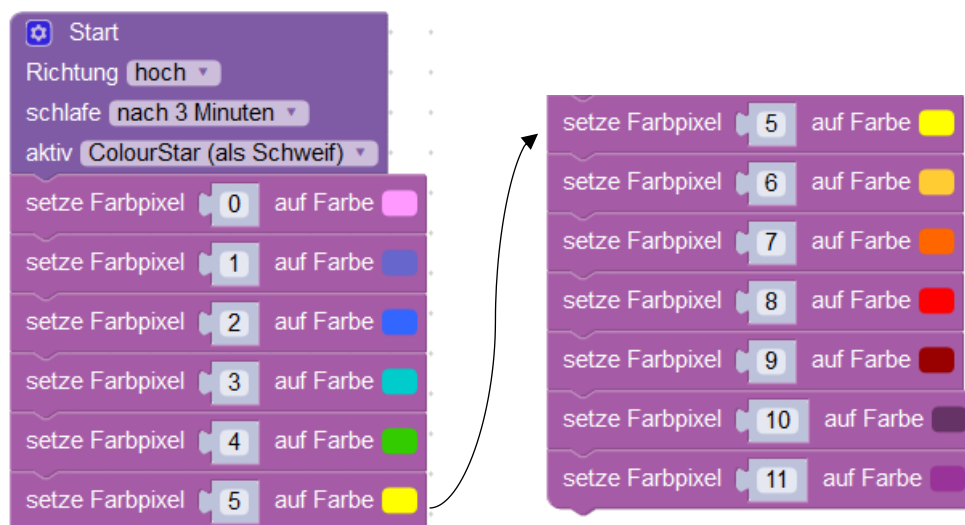 Start
Richtung hoch
schlafe nach 3 Minuten
aktiv ColourStar (als Schweif)
setze Farbpixel 0 auf Farbe
setze Farbpixel 1 auf Farbe
setze Farbpixel 2 auf Farbe
setze Farbpixel 3 auf Farbe
setze Farbpixel 4 auf Farbe
setze Farbpixel 5 auf Farbe
setze Farbpixel 5 auf Farbe
setze Farbpixel 6 auf Farbe
setze Farbpixel 7 auf Farbe
setze Farbpixel 8 auf Farbe
setze Farbpixel 9 auf Farbe
setze Farbpixel 10 auf Farbe
setze Farbpixel 11 auf Farbe